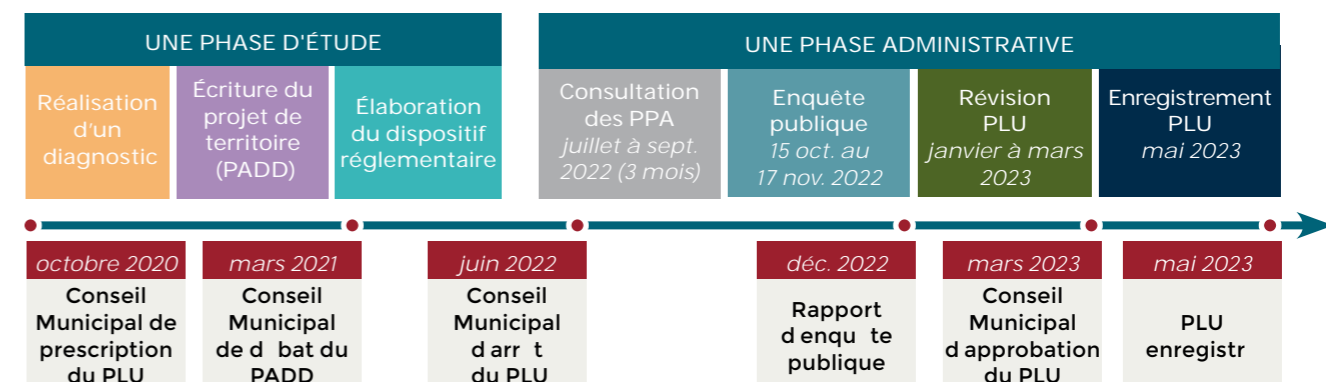 UNE PHASE D'ÉTUDE
UNE PHASE ADMINISTRATIVE
Réalisation
d'un
diagnostic
Écriture du
projet de
territoire
(PADD)
Élaboration
du dispositif
réglementaire
Consultation
des PPA
juillet à sept.
2022 (3 mois)
Enquête
publique
15 oct. au
17 nov. 2022
Révision
PLU
janvier à mars
2023
Enregistrement
PLU
mai 2023
octobre 2020
Conseil
Municipal de
prescription
du PLU
mars 2021
Conseil
Municipal
de d bat du
PADD
juin 2022
Conseil
Municipal
d arr t
du PLU
déc. 2022
Rapport
d enqu te
publique
mars 2023
Conseil
Municipal
d approbation
du PLU
mai 2023
PLU
enregistr